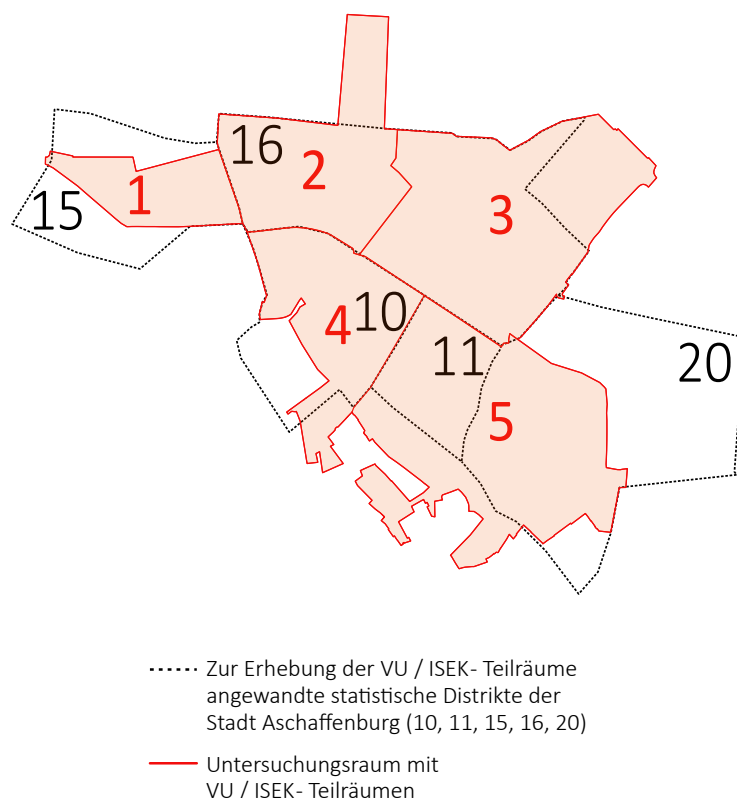 16
2
1
15
3
4
10
11
20
5
Zur Erhebung der VU / ISEK- Teilräume
angewandte statistische Distrikte der
Stadt Aschaffenburg (10, 11, 15, 16, 20)
Untersuchungsraum mit
VU / ISEK- Teilräumen